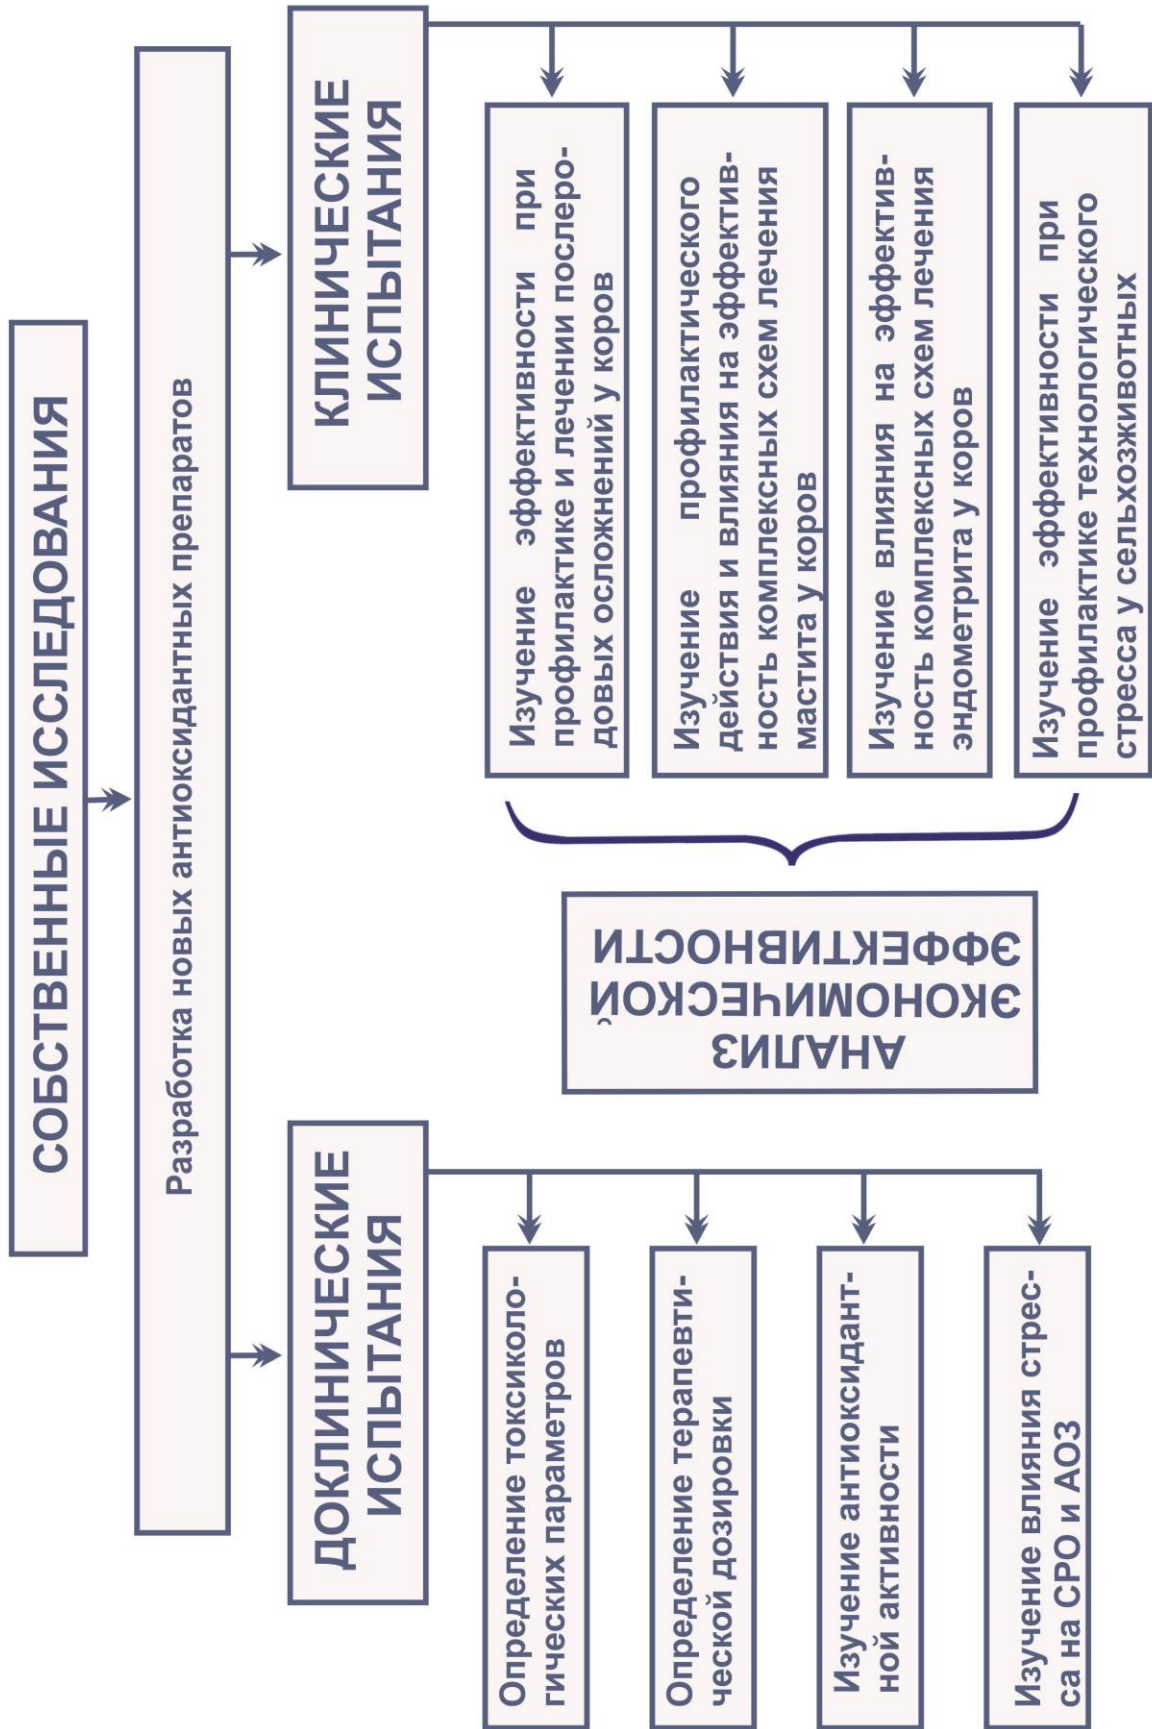 СОБСТВЕННЫЕ ИССЛЕДОВАНИЯ
Разработка новых антиоксидантных препаратов
ДОКЛИНИЧЕСКИЕ
ИСПЫТАНИЯ
Определение токсиколо-
гических параметров
Определение терапевти-
ческой дозировки
Изучение антиоксидант-
ной активности
Изучение влияния стрес-
са на СРО и АОЗ
АНАЛИЗ
ЭКОНОМИЧЕСКОЙ
ЭФФЕКТИВНОСТИ
КЛИНИЧЕСКИЕ
ИСПЫТАНИЯ
Изучение эффективности при
профилактике и лечении послеро-
довых осложнений у коров
Изучение профилактического
действия и влияния на эффектив-
ность комплексных схем лечения
мастита у коров
Изучение влияния на эффектив-
ность комплексных схем лечения
эндометрита у коров
Изучение эффективности при
профилактике технологического
стресса у сельхозживотных